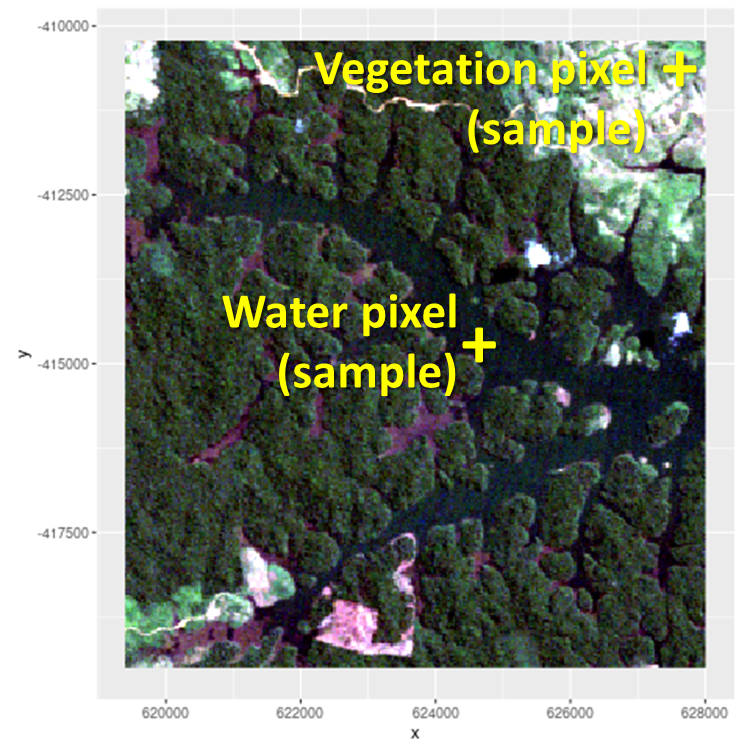 -410000
Vegetation pixel +
(sample)
-412500
Water pixel
(sample) +
-415000
y
-417500
620000 622000 624000 626000 628000
x